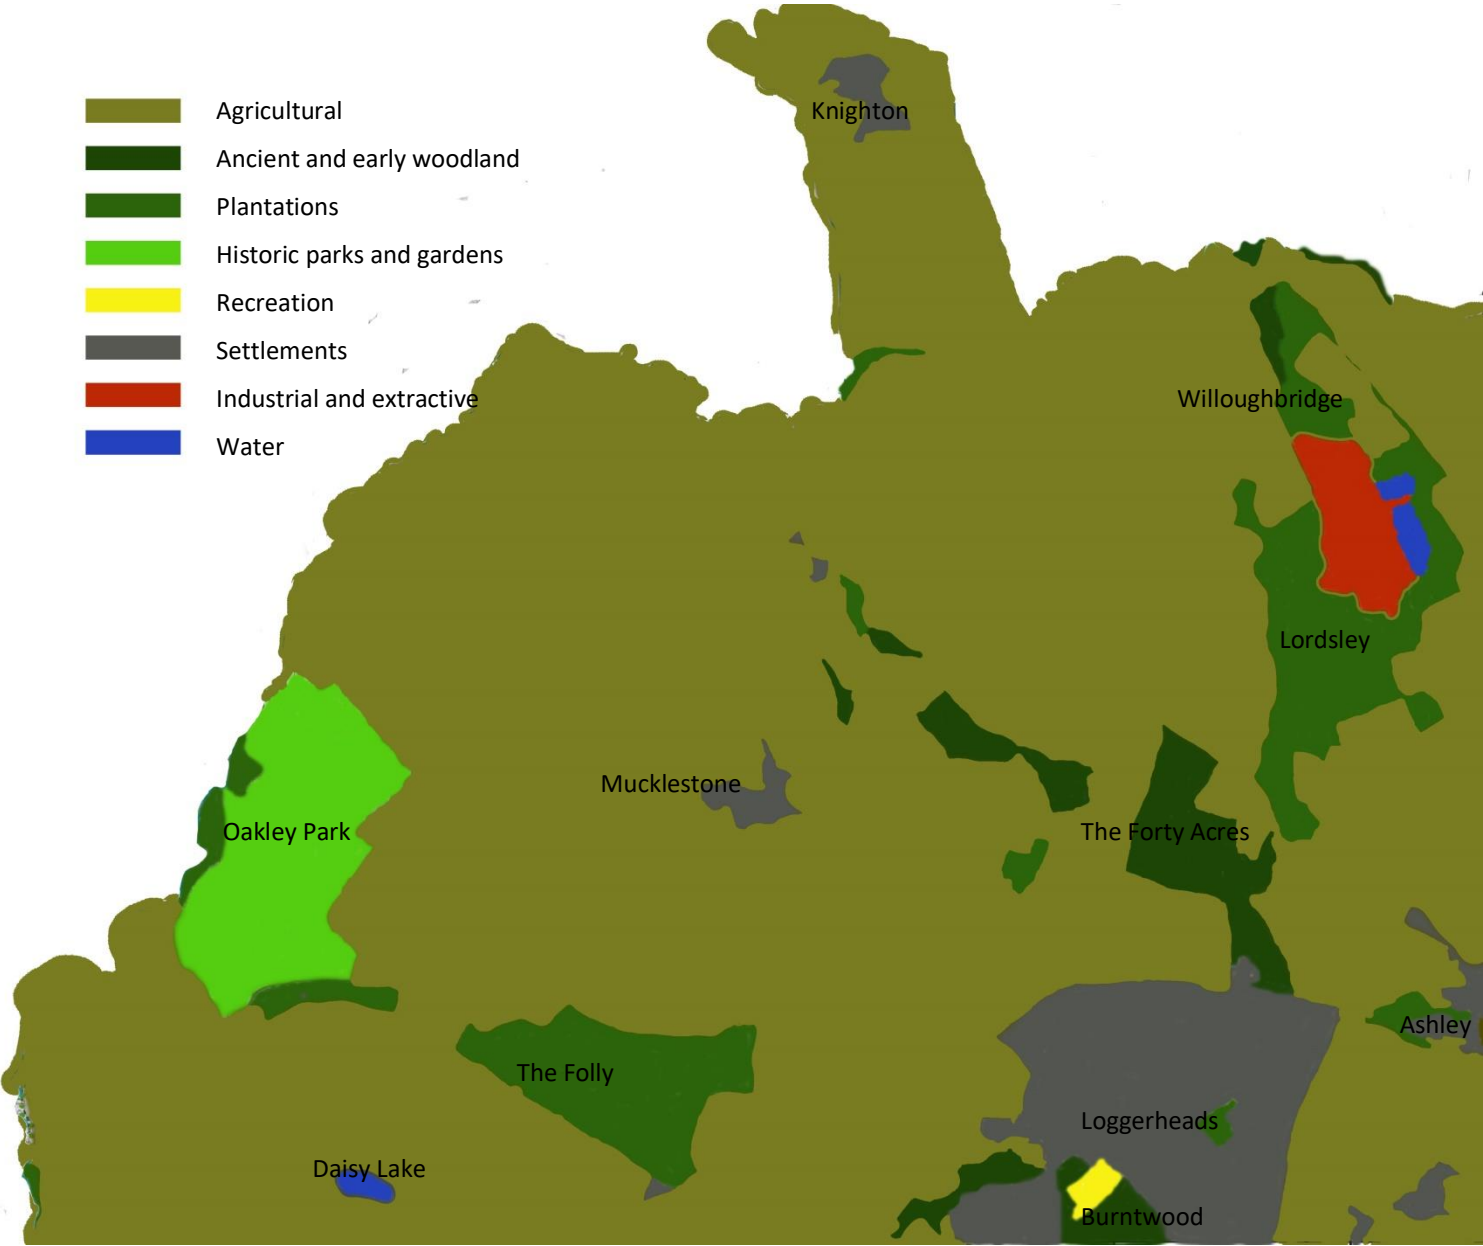 Agricultural
Ancient and early woodland
Plantations
Historic parks and gardens
Recreation
Settlements
Industrial and extractive
Water
Knighton
Willoughbridge
Lordsley
Mucklestone
Oakley Park
The Forty Acres
Ashley
The Folly
Loggerheads
Daisy Lake
Burntwood